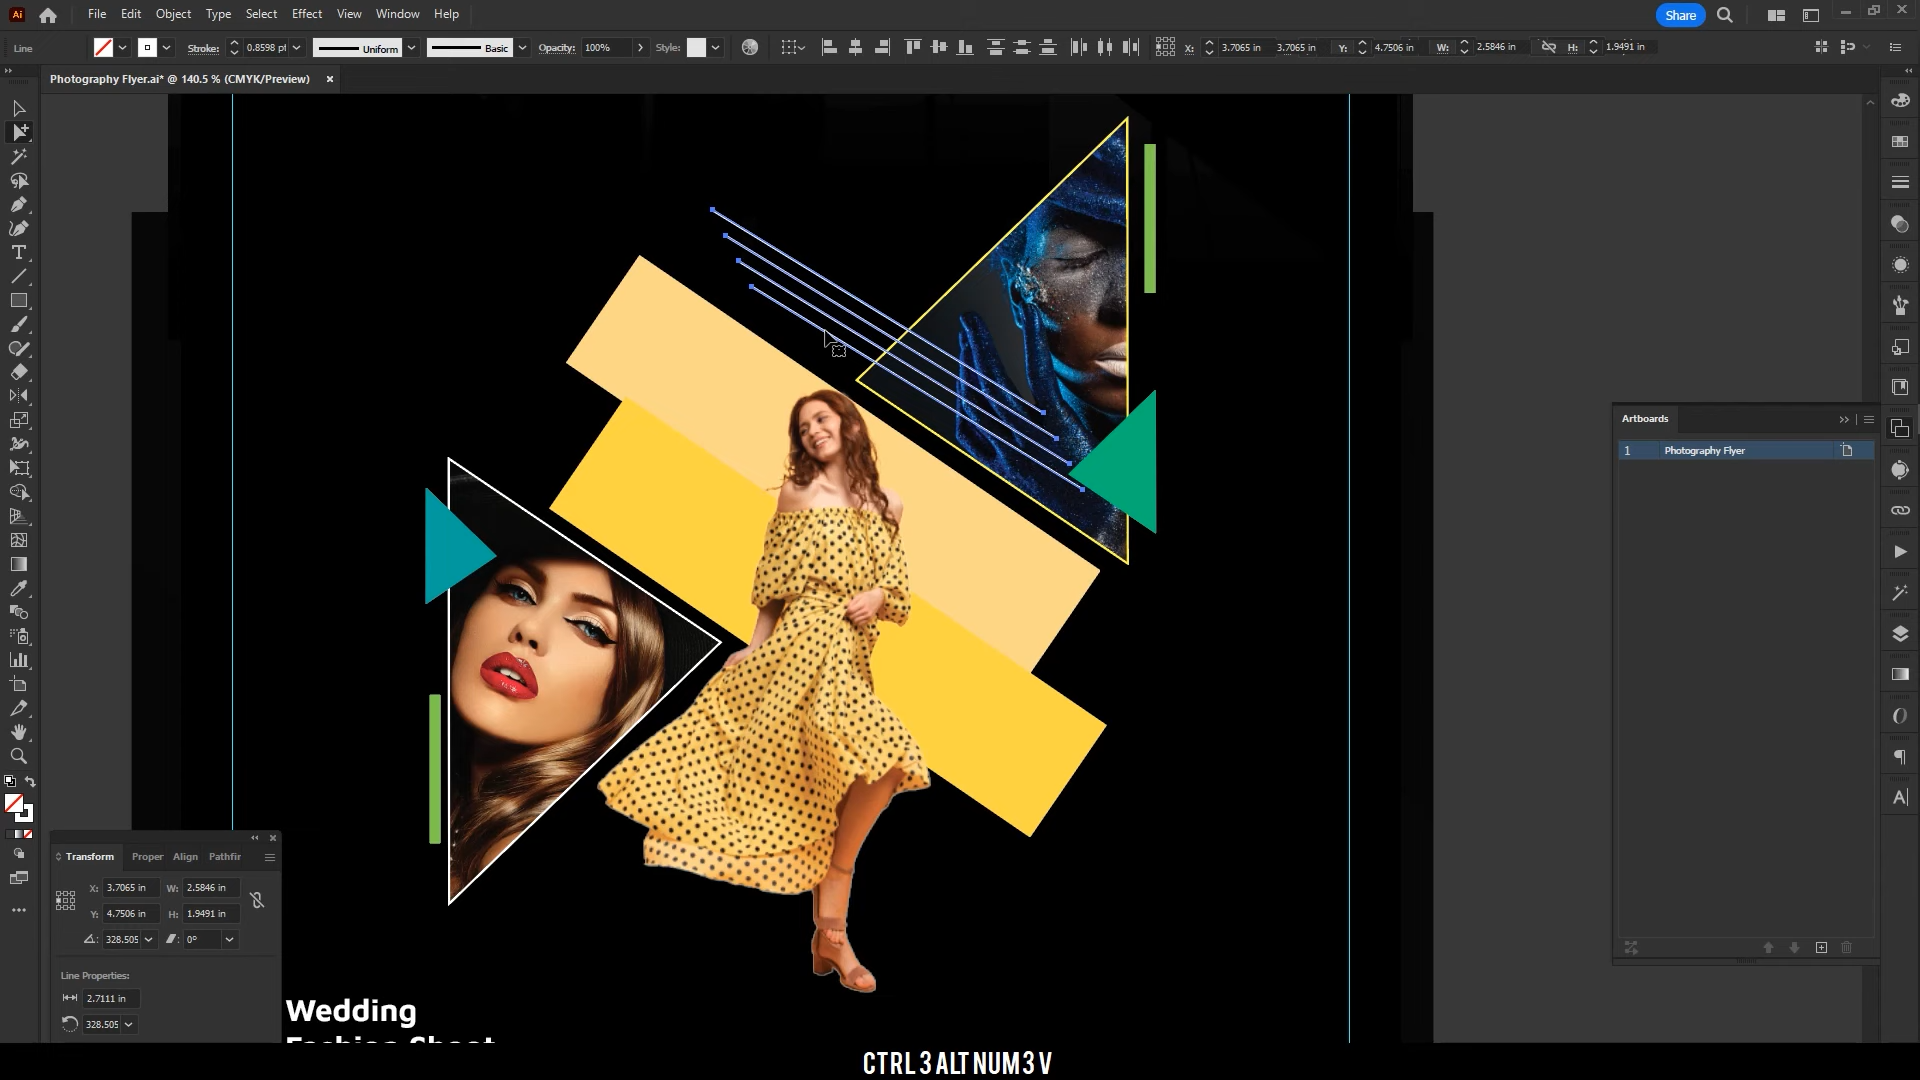 Ai File Edit Object Type Select Effect View Window Help Share
Line Stroke: 0.8598 pt Uniform Basic Opacity: 100% Style: X: 3.7065 in 3.7065 in Y: 4.7506 in W: 2.5846 in H: 1.9491 in
Photography Flyer.ai* @ 140.5 % (CMYK/Preview) ×
Artboards
1 Photography Flyer
Transform Proper Align Pathfir
X: 3.7065 in W: 2.5846 in
Y: 4.7506 in H: 1.9491 in
328.505 0°
Line Properties:
2.7111 in
328.505
Wedding
Fashion Shoot
CTRL 3 ALT NUM 3 V